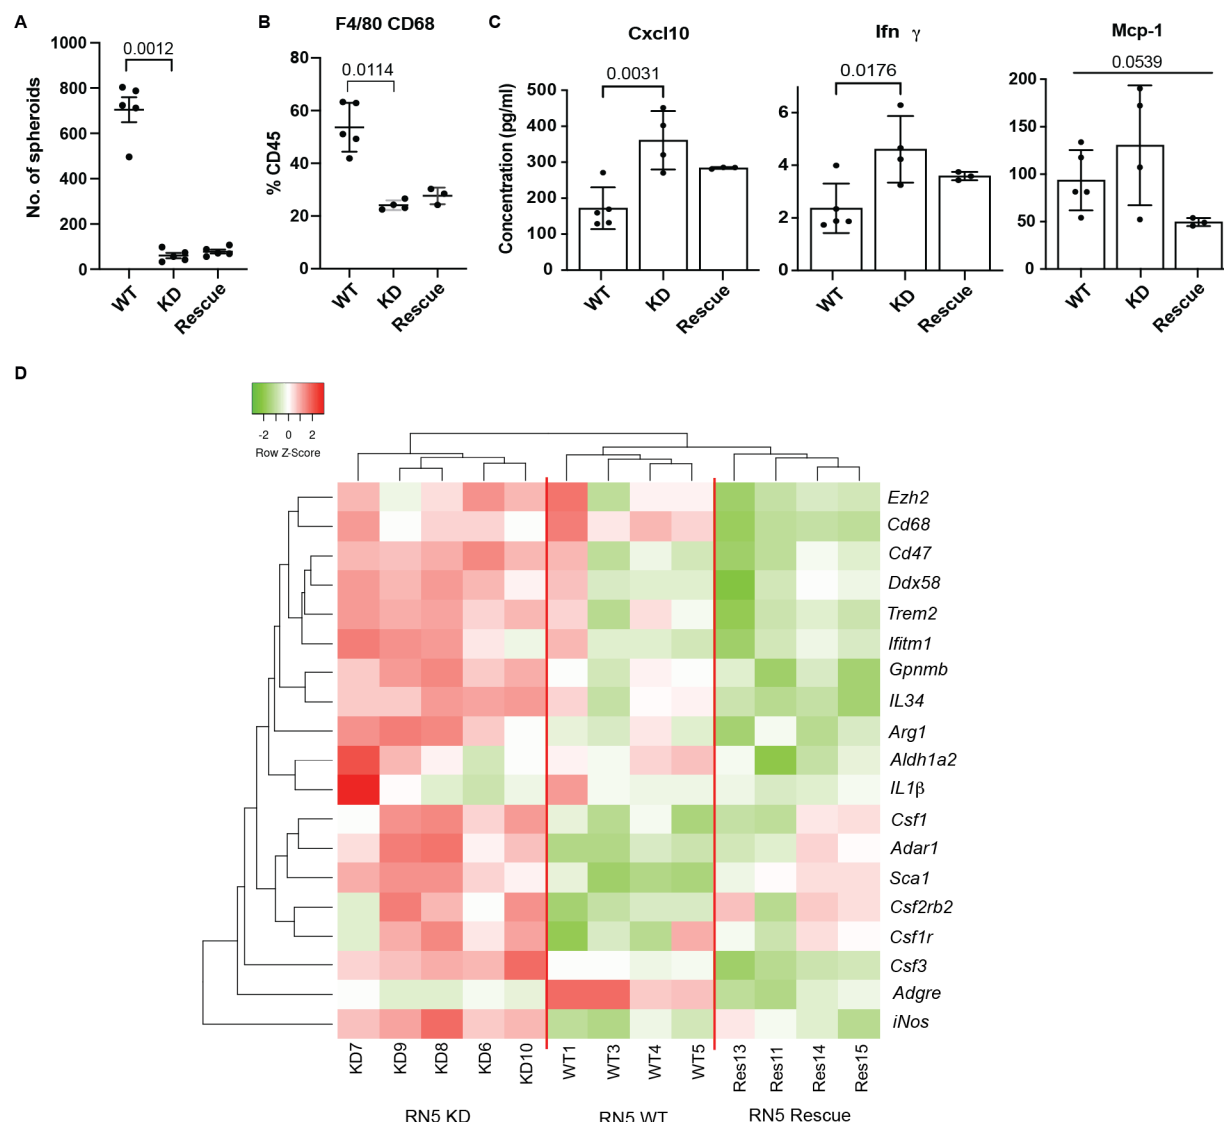 A
No. of spheroids
1000
800
600
400
200
0
0.0012
WT
KD
Rescue
B
F4/80 CD68
% CD45
80
60
40
20
0
0.0114
WT
KD
Rescue
C
Cxcl10
Concentration (pg/ml)
500
400
300
200
100
0
0.0031
WT
KD
Rescue
Ifn γ
6
4
2
0
0.0176
WT
KD
Rescue
Mcp-1
200
150
100
50
0
0.0539
WT
KD
Rescue
D
-2 0 2
Row Z-Score
Ezh2
Cd68
Cd47
Ddx58
Trem2
Ifitm1
Gpnmb
IL34
Arg1
Aldh1a2
IL1β
Csf1
Adar1
Sca1
Csf2rb2
Csf1r
Csf3
Adgre
iNos
KD7 KD9 KD8 KD6 KD10 WT1 WT3 WT4 WT5 Res13 Res11 Res14 Res15
RN5 KD RN5 WT RN5 Rescue